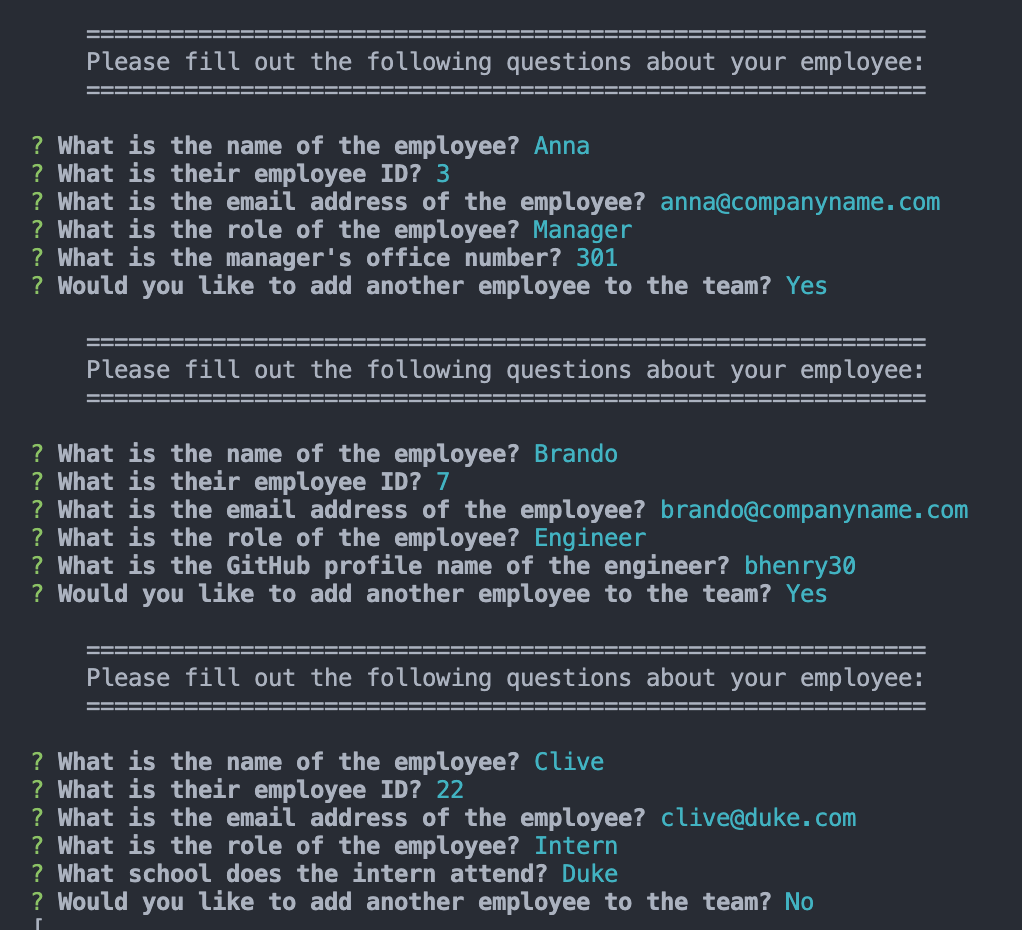 ============================================================
Please fill out the following questions about your employee:
============================================================
? What is the name of the employee? Anna
? What is their employee ID? 3
? What is the email address of the employee? anna@companyname.com
? What is the role of the employee? Manager
? What is the manager's office number? 301
? Would you like to add another employee to the team? Yes
============================================================
Please fill out the following questions about your employee:
============================================================
? What is the name of the employee? Brando
? What is their employee ID? 7
? What is the email address of the employee? brando@companyname.com
? What is the role of the employee? Engineer
? What is the GitHub profile name of the engineer? bhenry30
? Would you like to add another employee to the team? Yes
============================================================
Please fill out the following questions about your employee:
============================================================
? What is the name of the employee? Clive
? What is their employee ID? 22
? What is the email address of the employee? clive@duke.com
? What is the role of the employee? Intern
? What school does the intern attend? Duke
? Would you like to add another employee to the team? No
[